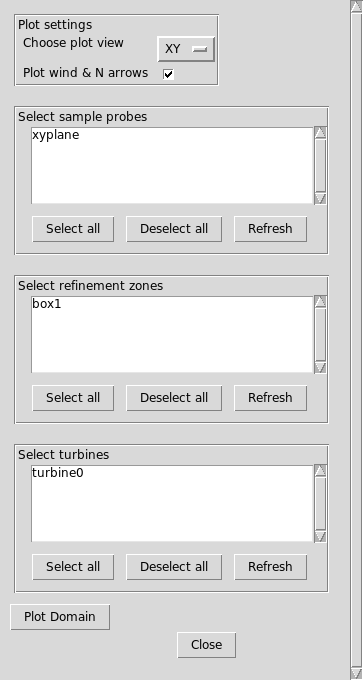 Plot settings
Choose plot view XY
Plot wind & N arrows
Select sample probes
xyplane
Select all Deselect all Refresh
Select refinement zones
box1
Select all Deselect all Refresh
Select turbines
turbine0
Select all Deselect all Refresh
Plot Domain
Close